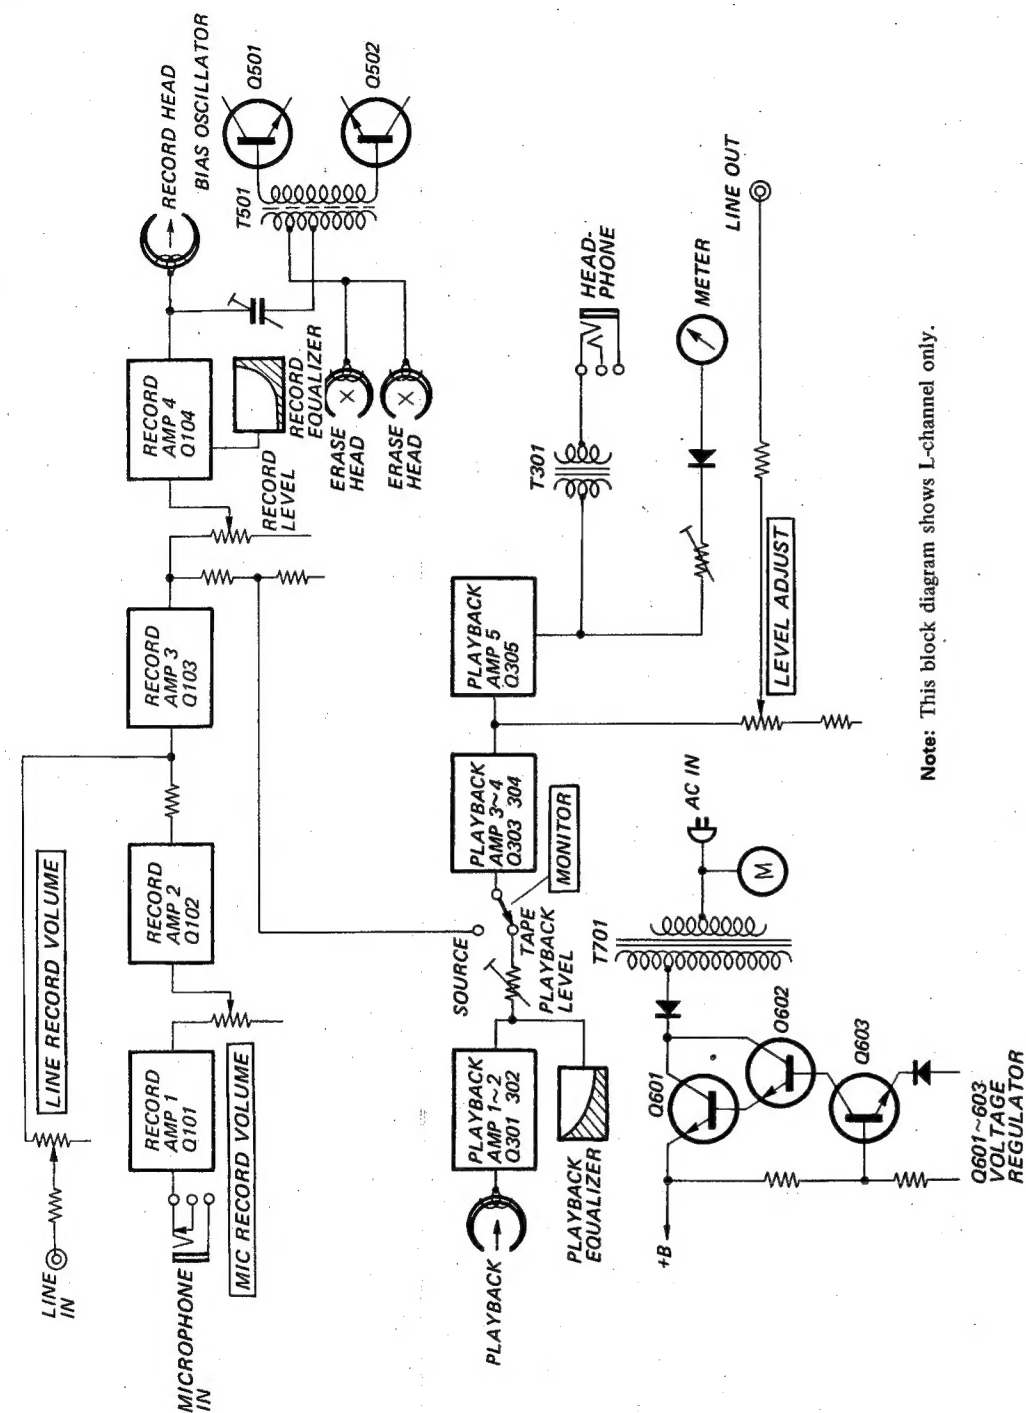 LINE
IN
LINE RECORD VOLUME
MICROPHONE
IN
MIC RECORD VOLUME
RECORD
AMP 1
Q101
RECORD
AMP 2
Q102
RECORD
AMP 3
Q103
RECORD
LEVEL
RECORD
AMP 4
Q104
RECORD
EQUALIZER
RECORD HEAD
BIAS OSCILLATOR
T501
Q501
Q502
ERASE
HEAD
X
ERASE
HEAD
X
PLAYBACK
PLAYBACK
AMP 1~2
Q301 302
PLAYBACK
EQUALIZER
SOURCE
TAPE
PLAYBACK
LEVEL
MONITOR
PLAYBACK
AMP 3~4
Q303 304
PLAYBACK
AMP 5
Q305
T301
HEAD-
PHONE
METER
LINE OUT
LEVEL ADJUST
+B
Q601
Q602
Q603
Q601~603
VOLTAGE
REGULATOR
T701
M
AC IN
Note: This block diagram shows L-channel only.